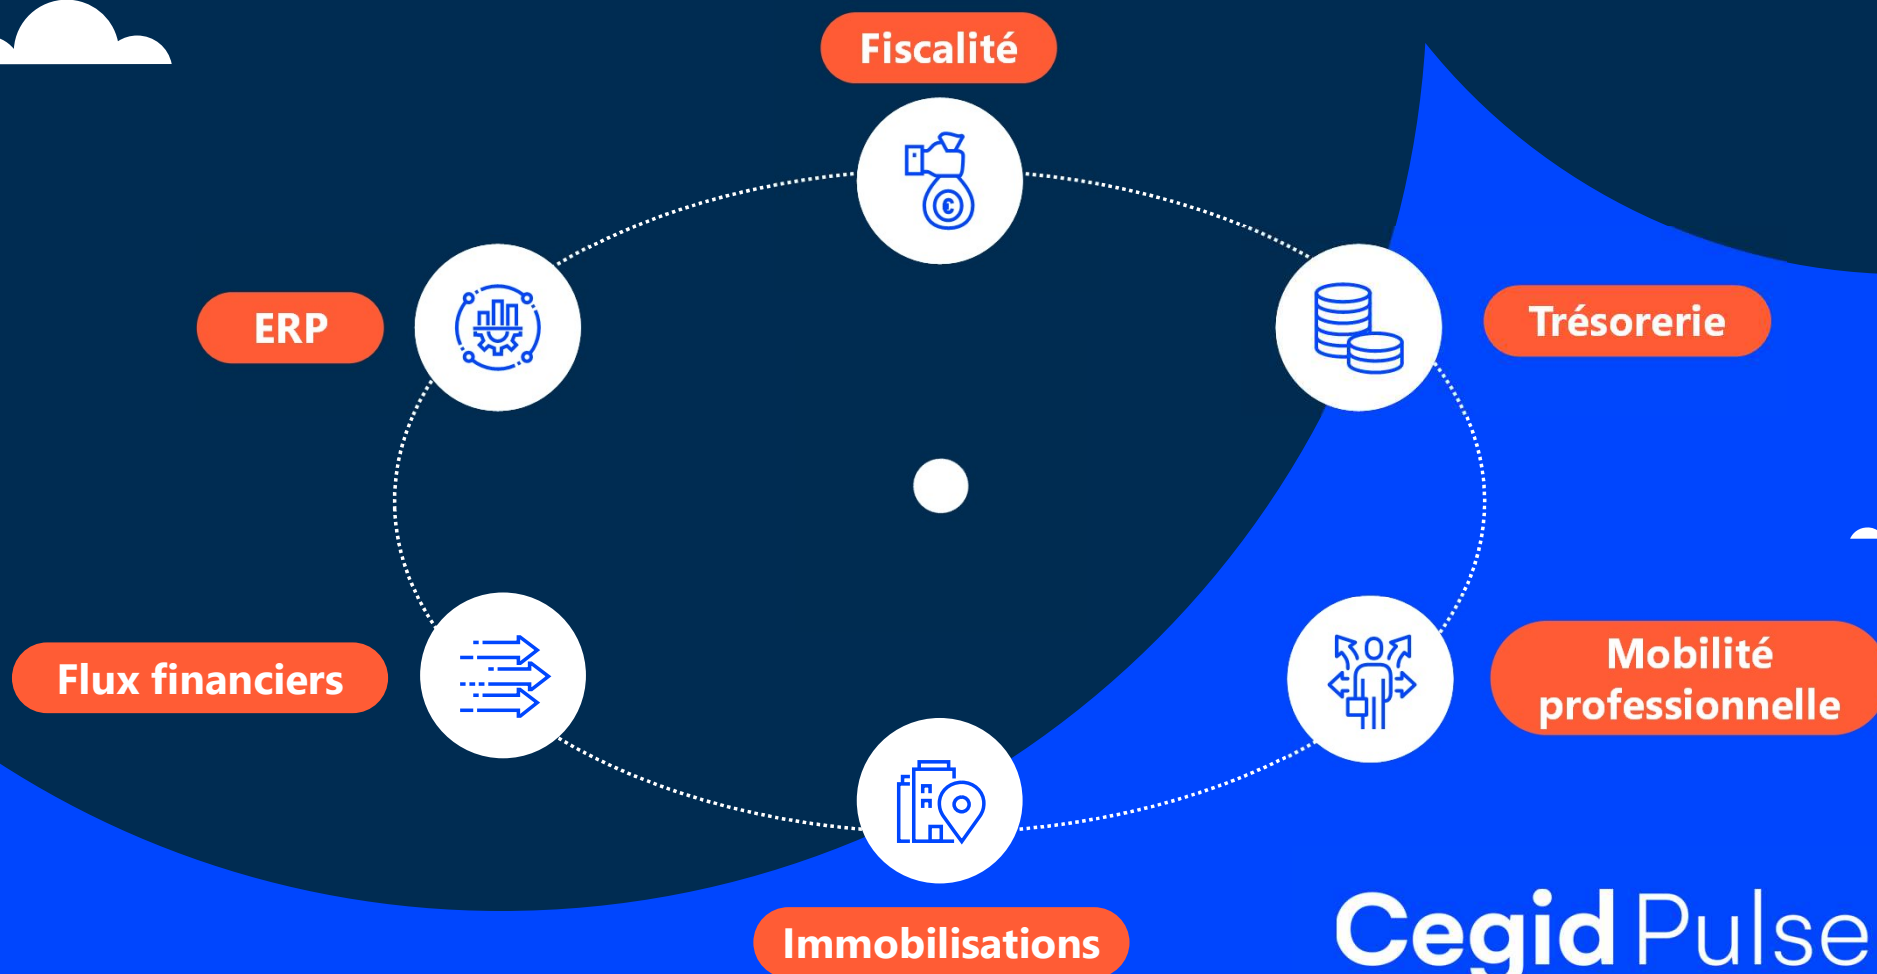 Fiscalité
ERP
Trésorerie
Flux financiers
Mobilité
professionnelle
Immobilisations
Cegid Pulse